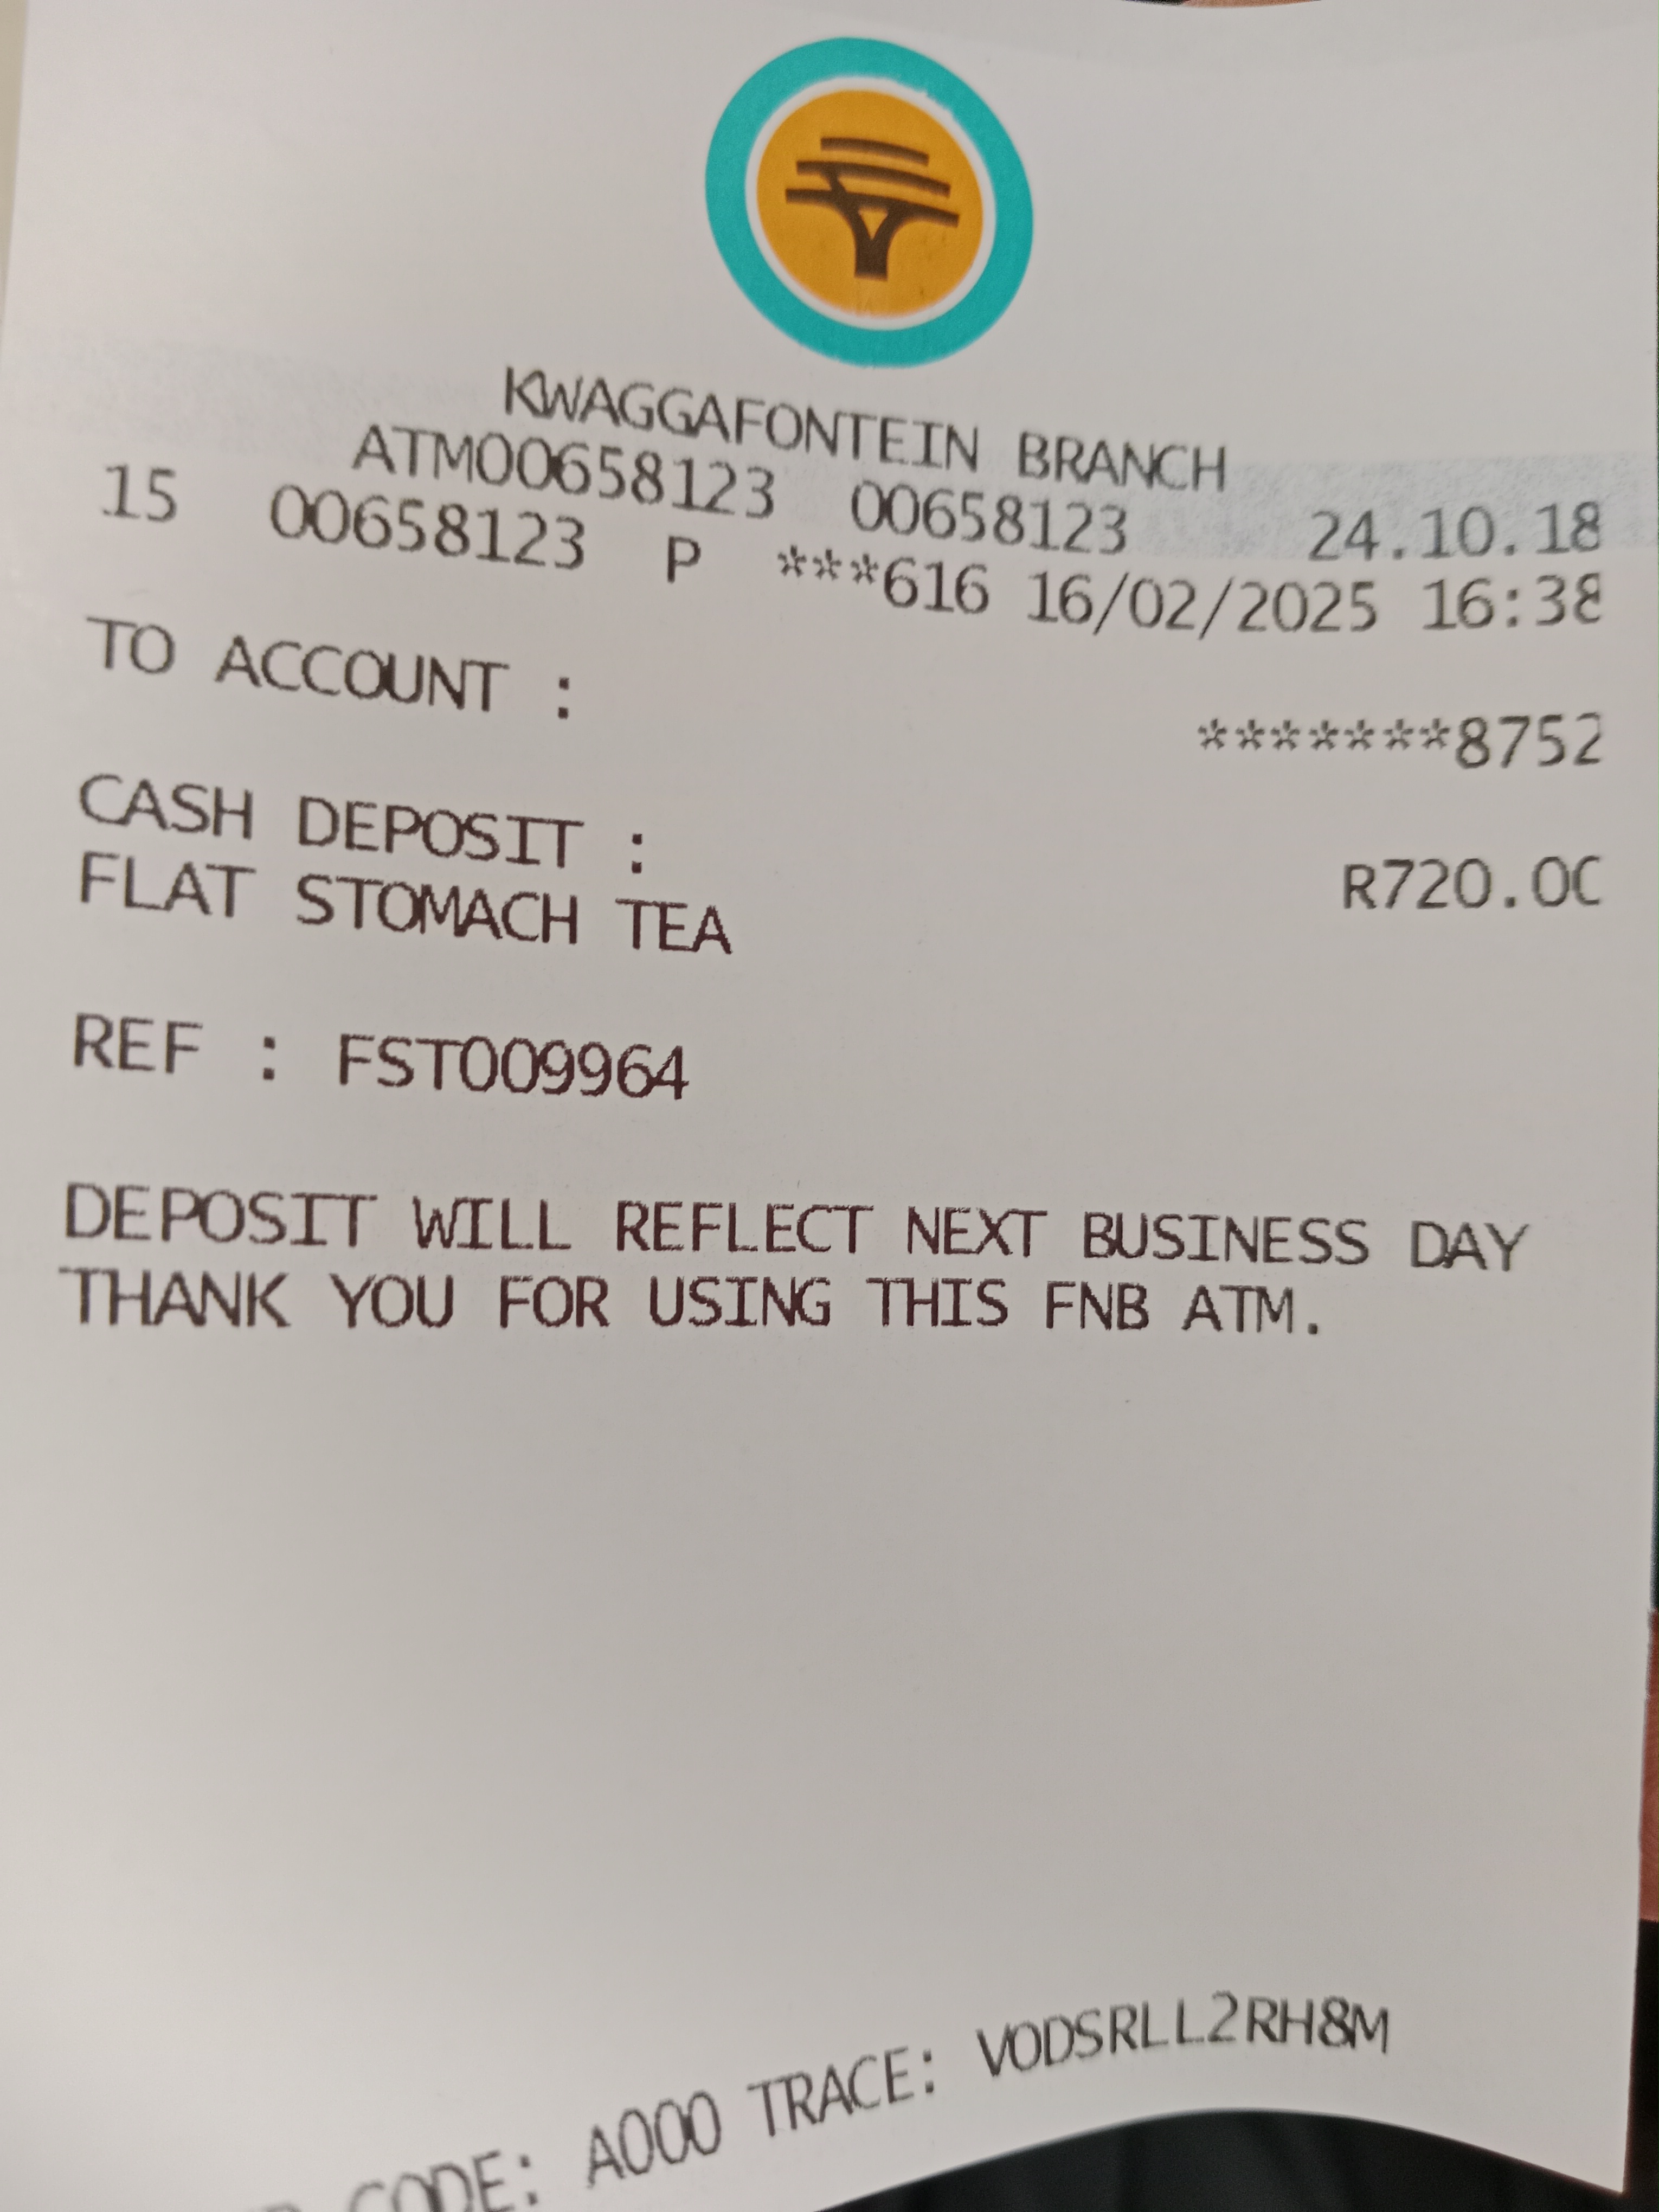 KWAGGAFONTEIN BRANCH
ATM00658123 00658123 24.10.18
15 00658123 P ***616 16/02/2025 16:38
TO ACCOUNT :
*******8752
CASH DEPOSIT :
R720.00
FLAT STOMACH TEA
REF : FST009964
DEPOSIT WILL REFLECT NEXT BUSINESS DAY
THANK YOU FOR USING THIS FNB ATM.
CODE: A000 TRACE: VODSRLL2RH8M